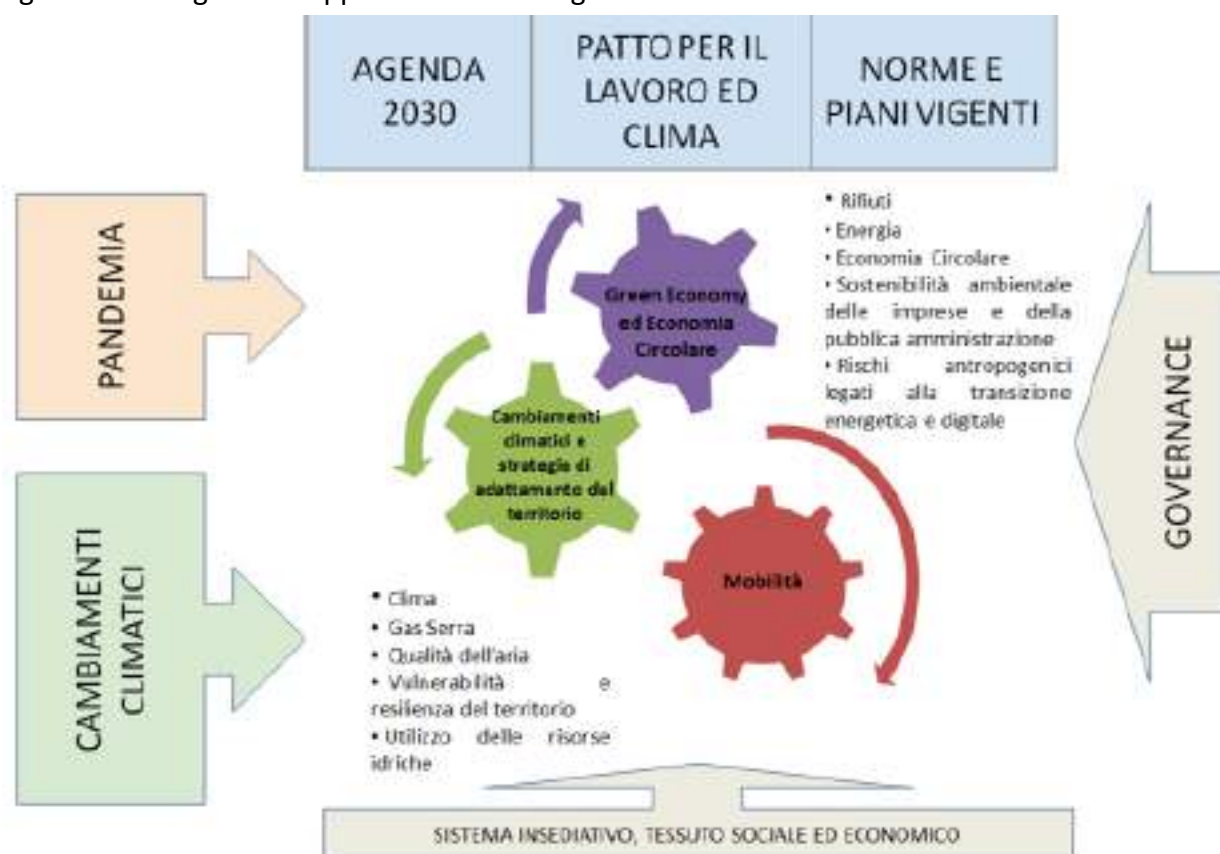 AGENDA
2030
PATTO PER IL
LAVORO ED
CLIMA
NORME E
PIANI VIGENTI
PANDEMIA
CAMBIAMENTI
CLIMATICI
Green Economy
ed Economia
Circolare
Cambiamenti
climatici e
strategie di
adattamento del
territorio
Mobilità
• Rifiuti
• Energia
• Economia Circolare
• Sostenibilità ambientale
delle imprese e della
pubblica amministrazione
• Rischi antropogenici
legati alla transizione
energetica e digitale
• Clima
• Gas Serra
• Qualità dell'aria
• Vulnerabilità e
resilienza del territorio
• Utilizzo delle risorse
idriche
GOVERNANCE
SISTEMA INSEDIATIVO, TESSUTO SOCIALE ED ECONOMICO